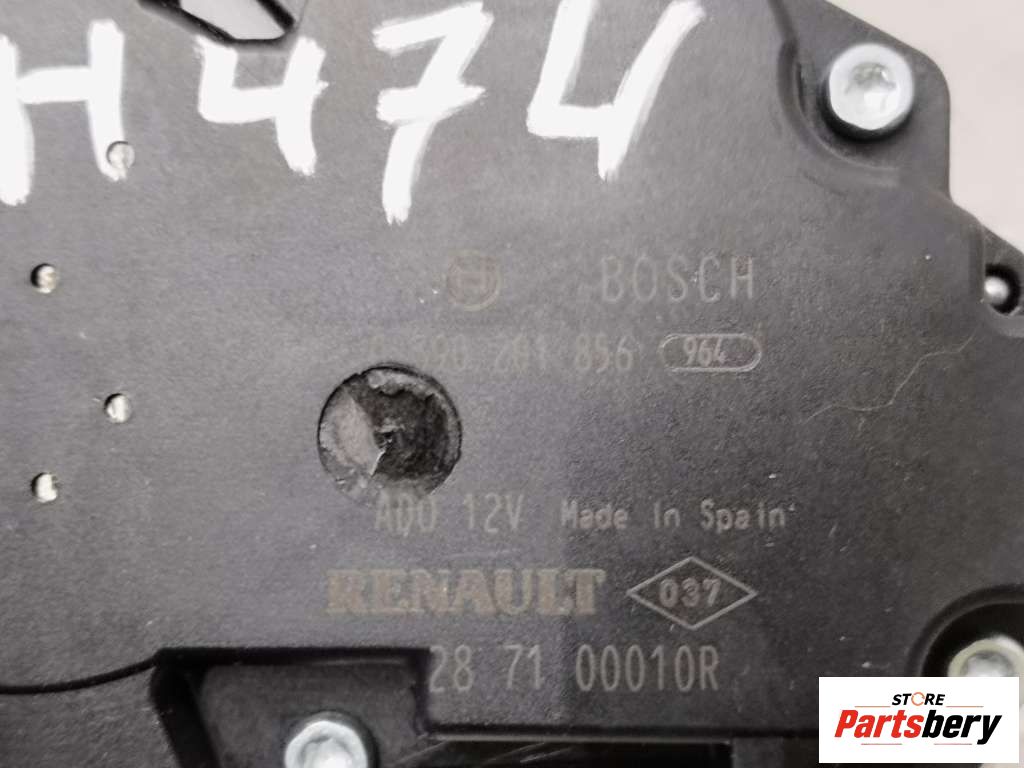 H474
BOSCH
0 390 201 856 964
ADO 12V Made in Spain
RENAULT 037
28 71 00010R
STORE
Partsbery